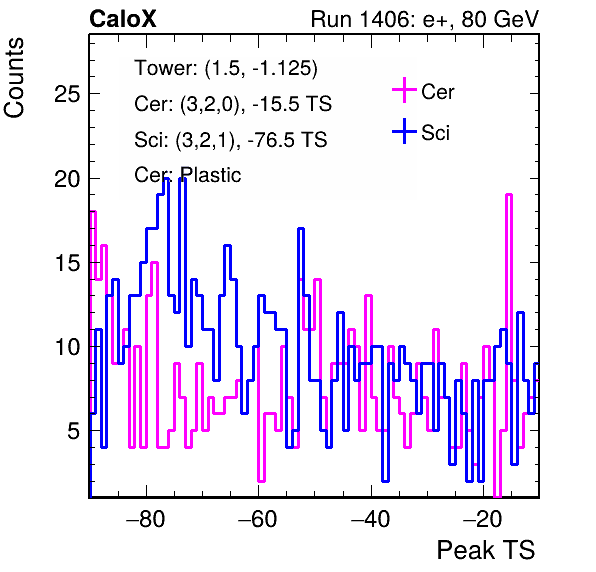 CaloX Run 1406: e+, 80 GeV
Counts
Tower: (1.5, -1.125)
Cer: (3,2,0), -15.5 TS
Sci: (3,2,1), -76.5 TS
Cer: Plastic
Cer
Sci
25
20
15
10
5
−80 −60 −40 −20
Peak TS